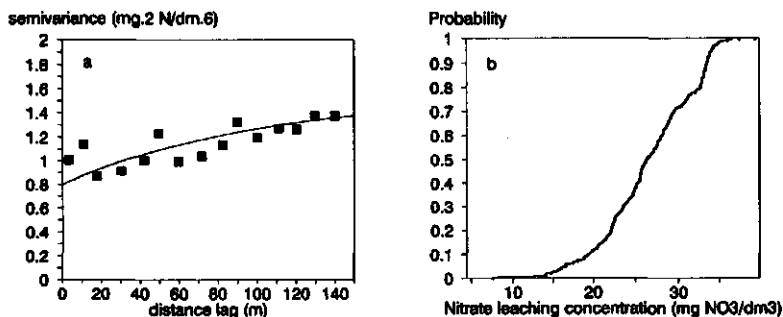 semivariance (mg.2 N/dm.6)
2
1.8
1.6
1.4
1.2
1
0.8
0.6
0.4
0.2
0
a
0 20 40 60 80 100 120 140
distance lag (m)
Probability
1
0.9
0.8
0.7
0.6
0.5
0.4
0.3
0.2
0.1
0
b
10 20 30
Nitrate leaching concentration (mg NO3/dm3)